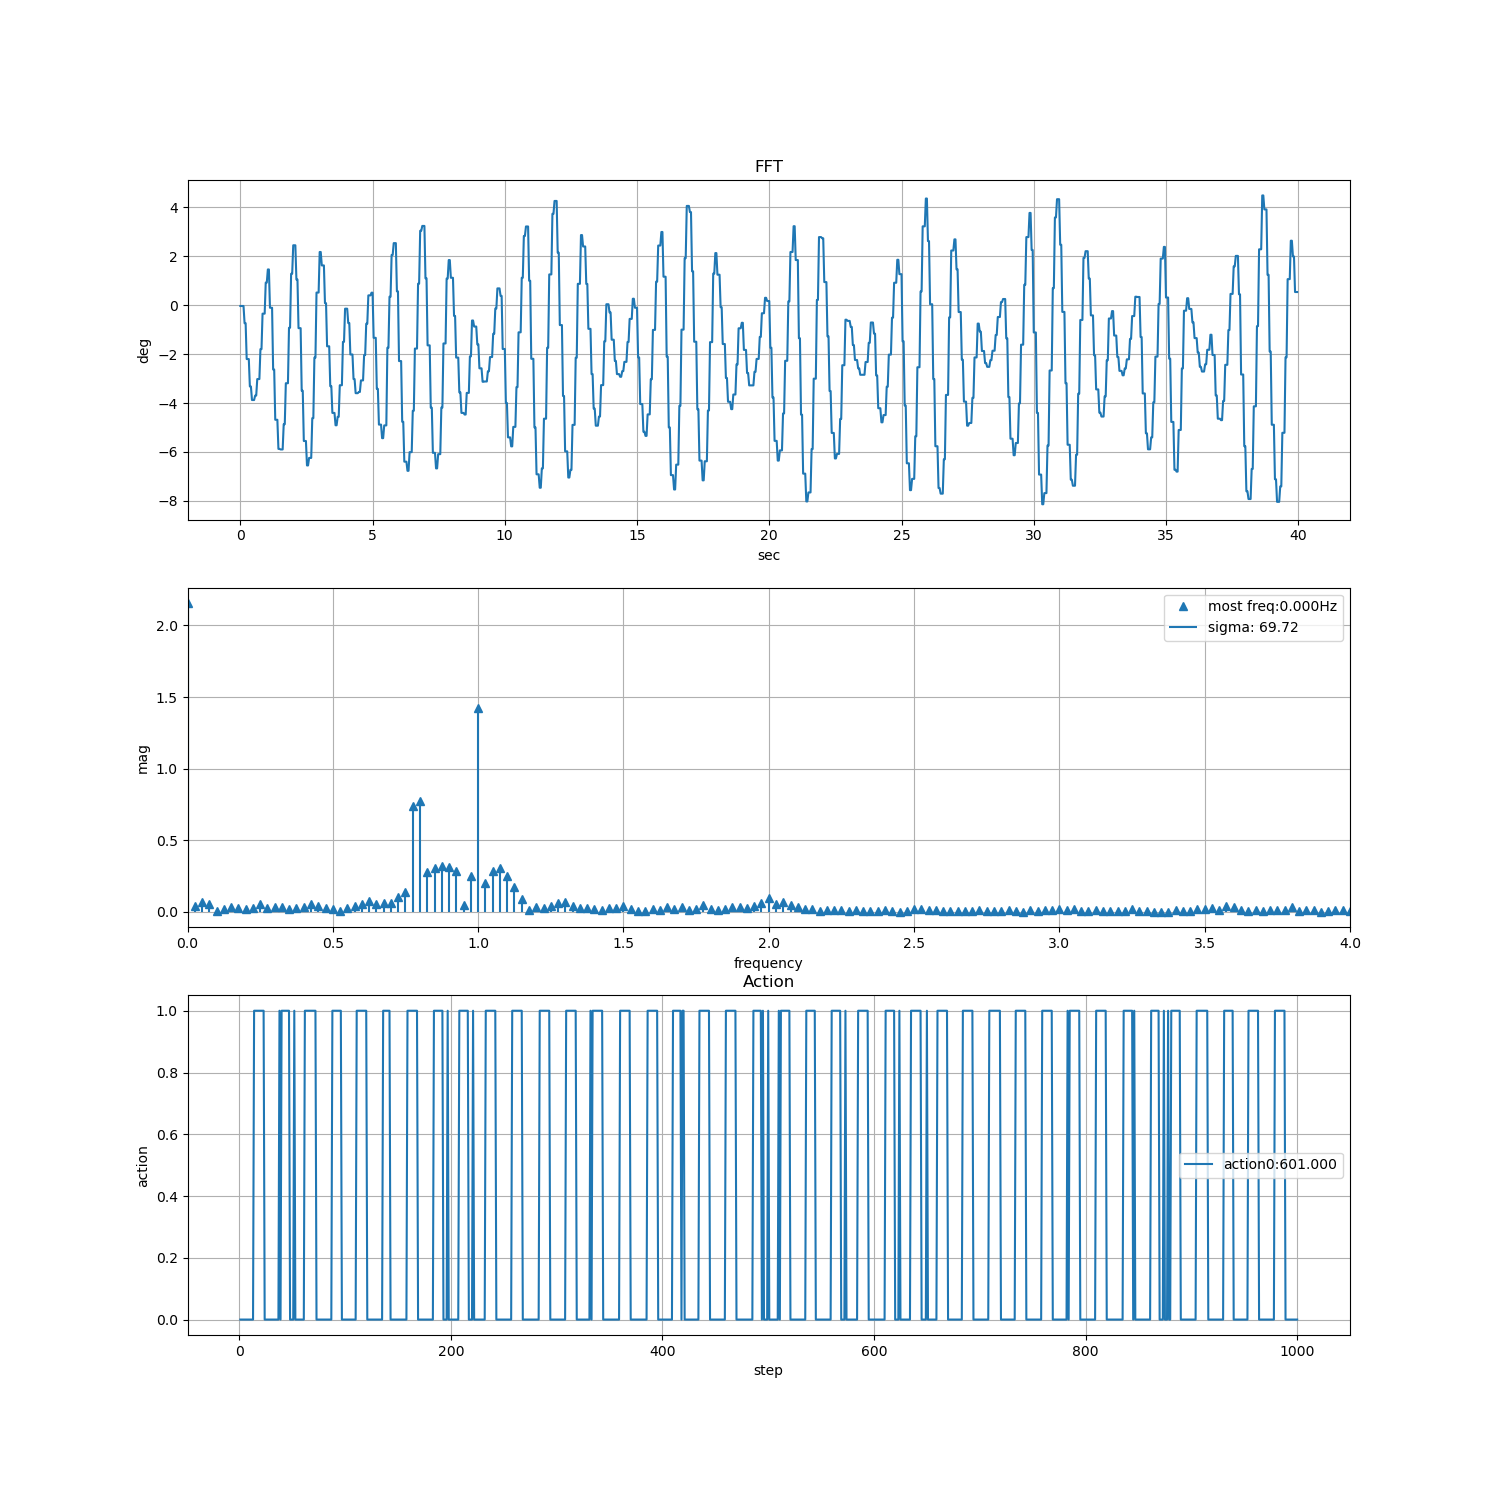 FFT
4
2
0
−2
−4
−6
−8
deg
0 5 10 15 20 25 30 35 40
sec
2.0
1.5
1.0
0.5
0.0
mag
most freq:0.000Hz
sigma: 69.72
0.0 0.5 1.0 1.5 2.0 2.5 3.0 3.5 4.0
frequency
Action
1.0
0.8
0.6
0.4
0.2
0.0
action
action0:601.000
0 200 400 600 800 1000
step